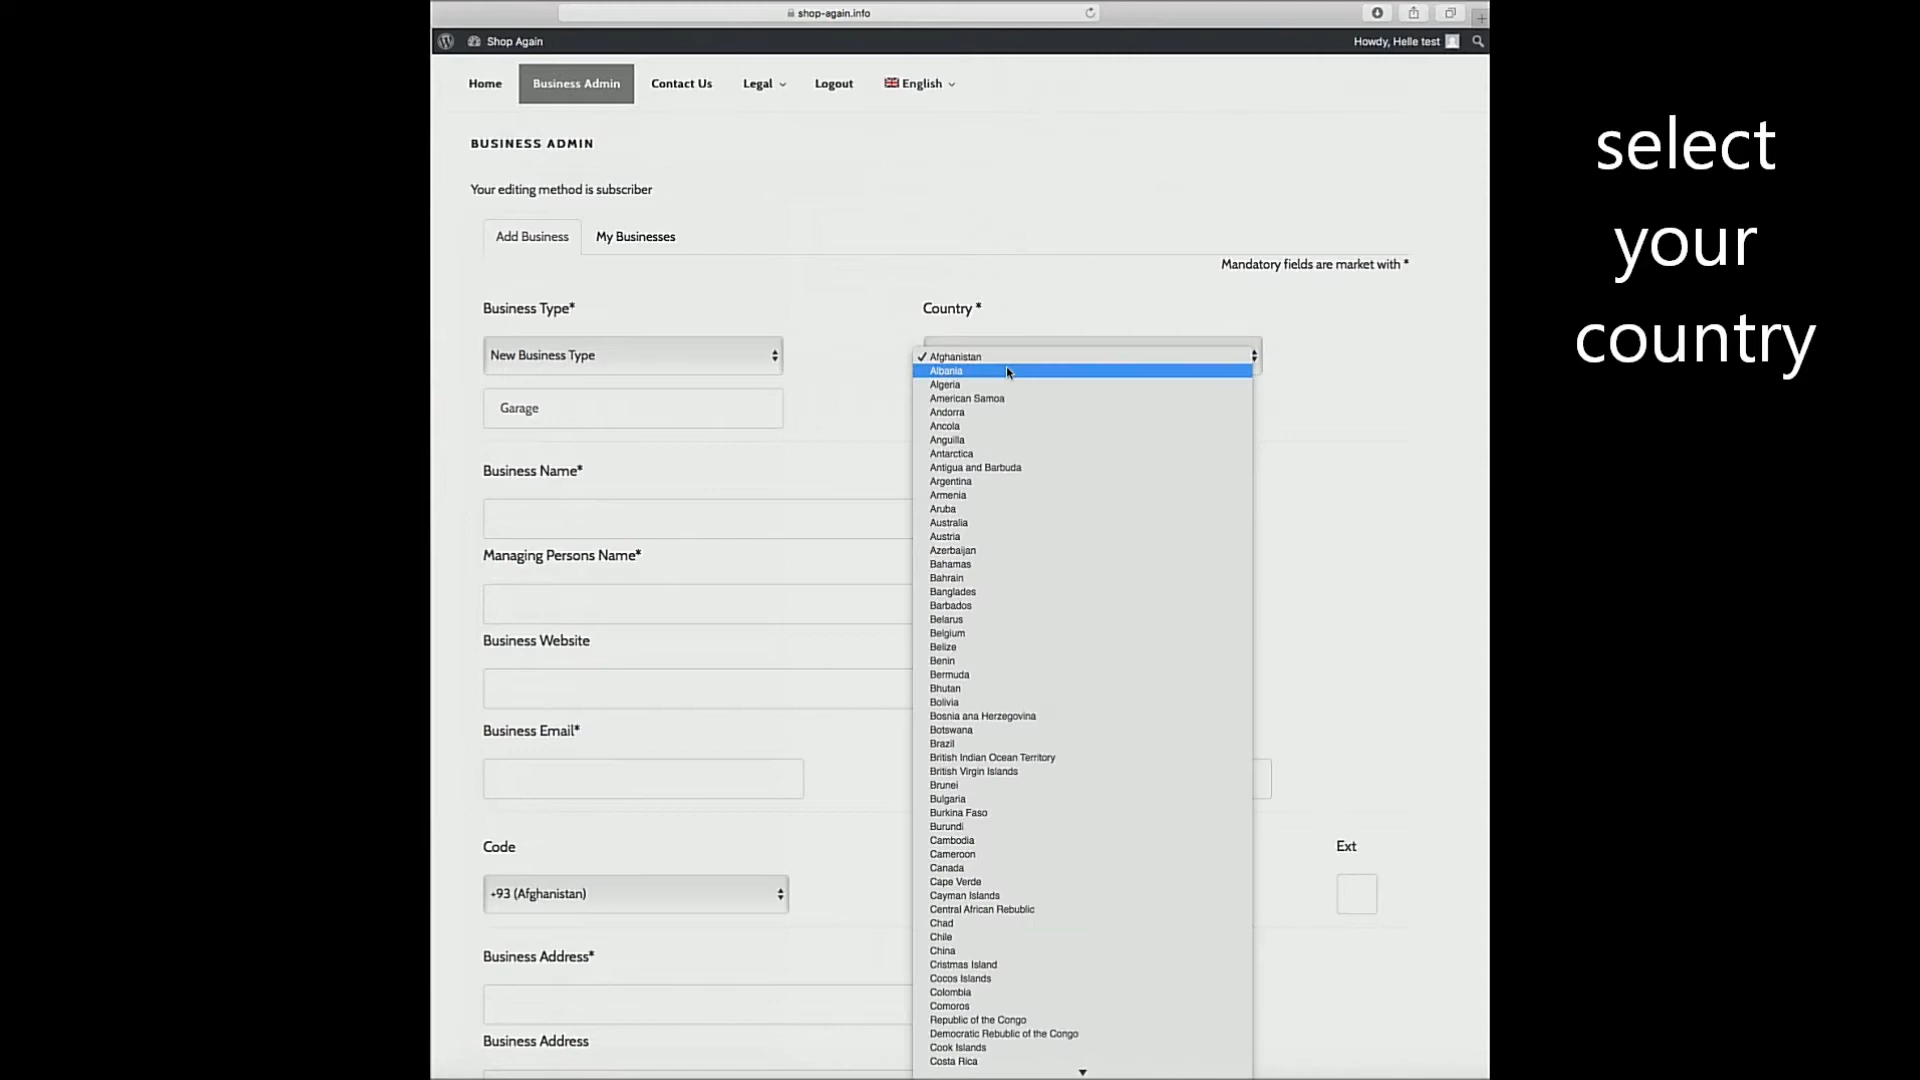 shop-again.info
Shop Again
Howdy, Helle test
Home
Business Admin
Contact Us
Legal
Logout
English
BUSINESS ADMIN
Your editing method is subscriber
Add Business
My Businesses
Mandatory fields are market with *
Business Type*
Country *
New Business Type
Garage
Afghanistan
Albania
Algeria
American Samoa
Andorra
Ancola
Anguilla
Antarctica
Antigua and Barbuda
Argentina
Armenia
Aruba
Australia
Austria
Azerbaijan
Bahamas
Bahrain
Banglades
Barbados
Belarus
Belgium
Belize
Benin
Bermuda
Bhutan
Bolivia
Bosnia ana Herzegovina
Botswana
Brazil
British Indian Ocean Territory
British Virgin Islands
Brunei
Bulgaria
Burkina Faso
Burundi
Cambodia
Cameroon
Canada
Cape Verde
Cayman Islands
Central African Republic
Chad
Chile
China
Cristmas Island
Cocos Islands
Colombia
Comoros
Republic of the Congo
Democratic Republic of the Congo
Cook Islands
Costa Rica
Business Name*
Managing Persons Name*
Business Website
Business Email*
Code
Ext
+93 (Afghanistan)
Business Address*
Business Address
select
your
country